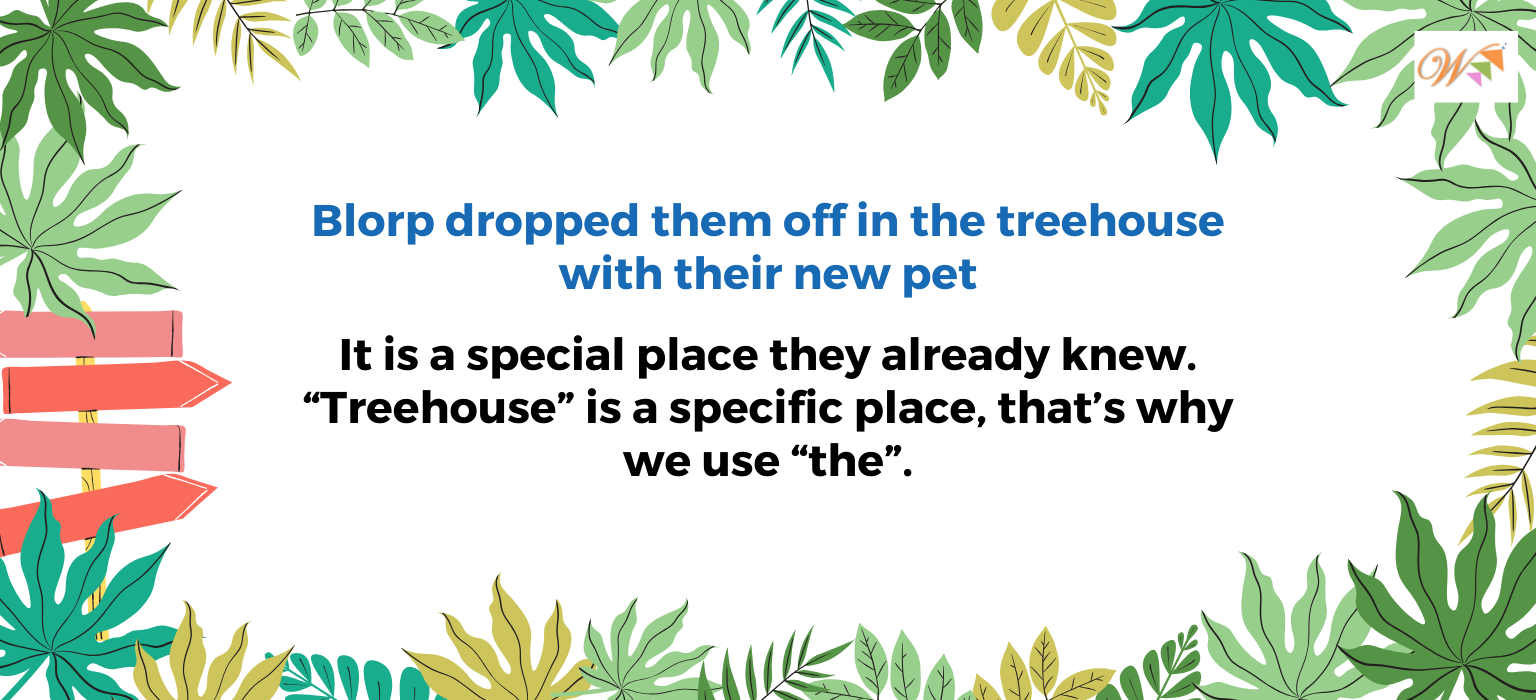 W
Blorp dropped them off in the treehouse
with their new pet
It is a special place they already knew.
“Treehouse” is a specific place, that’s why
we use “the”.